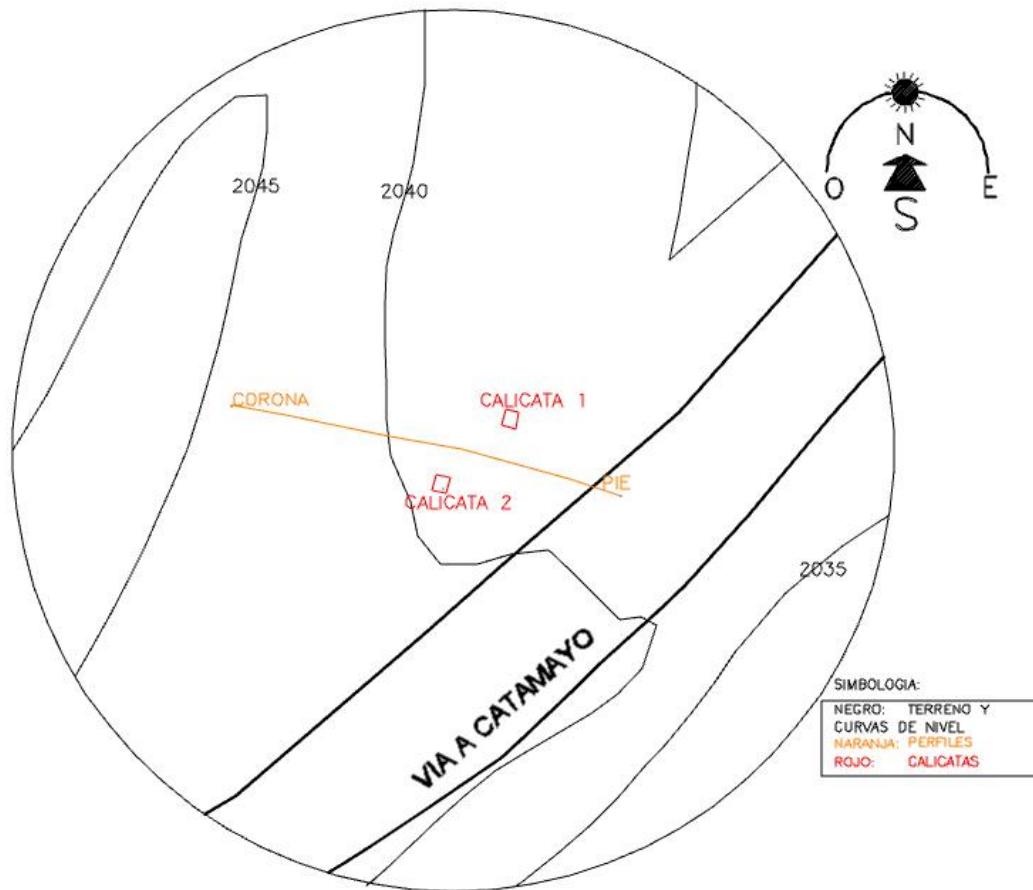 N
O
E
S
2045
2040
CORONA
CALICATA 1
PIE
CALICATA 2
2035
VIA A CATAMAYO
SIMBOLOGIA:
NEGRO: TERRENO Y
CURVAS DE NIVEL
NARANJA: PERFILES
ROJO: CALICATAS